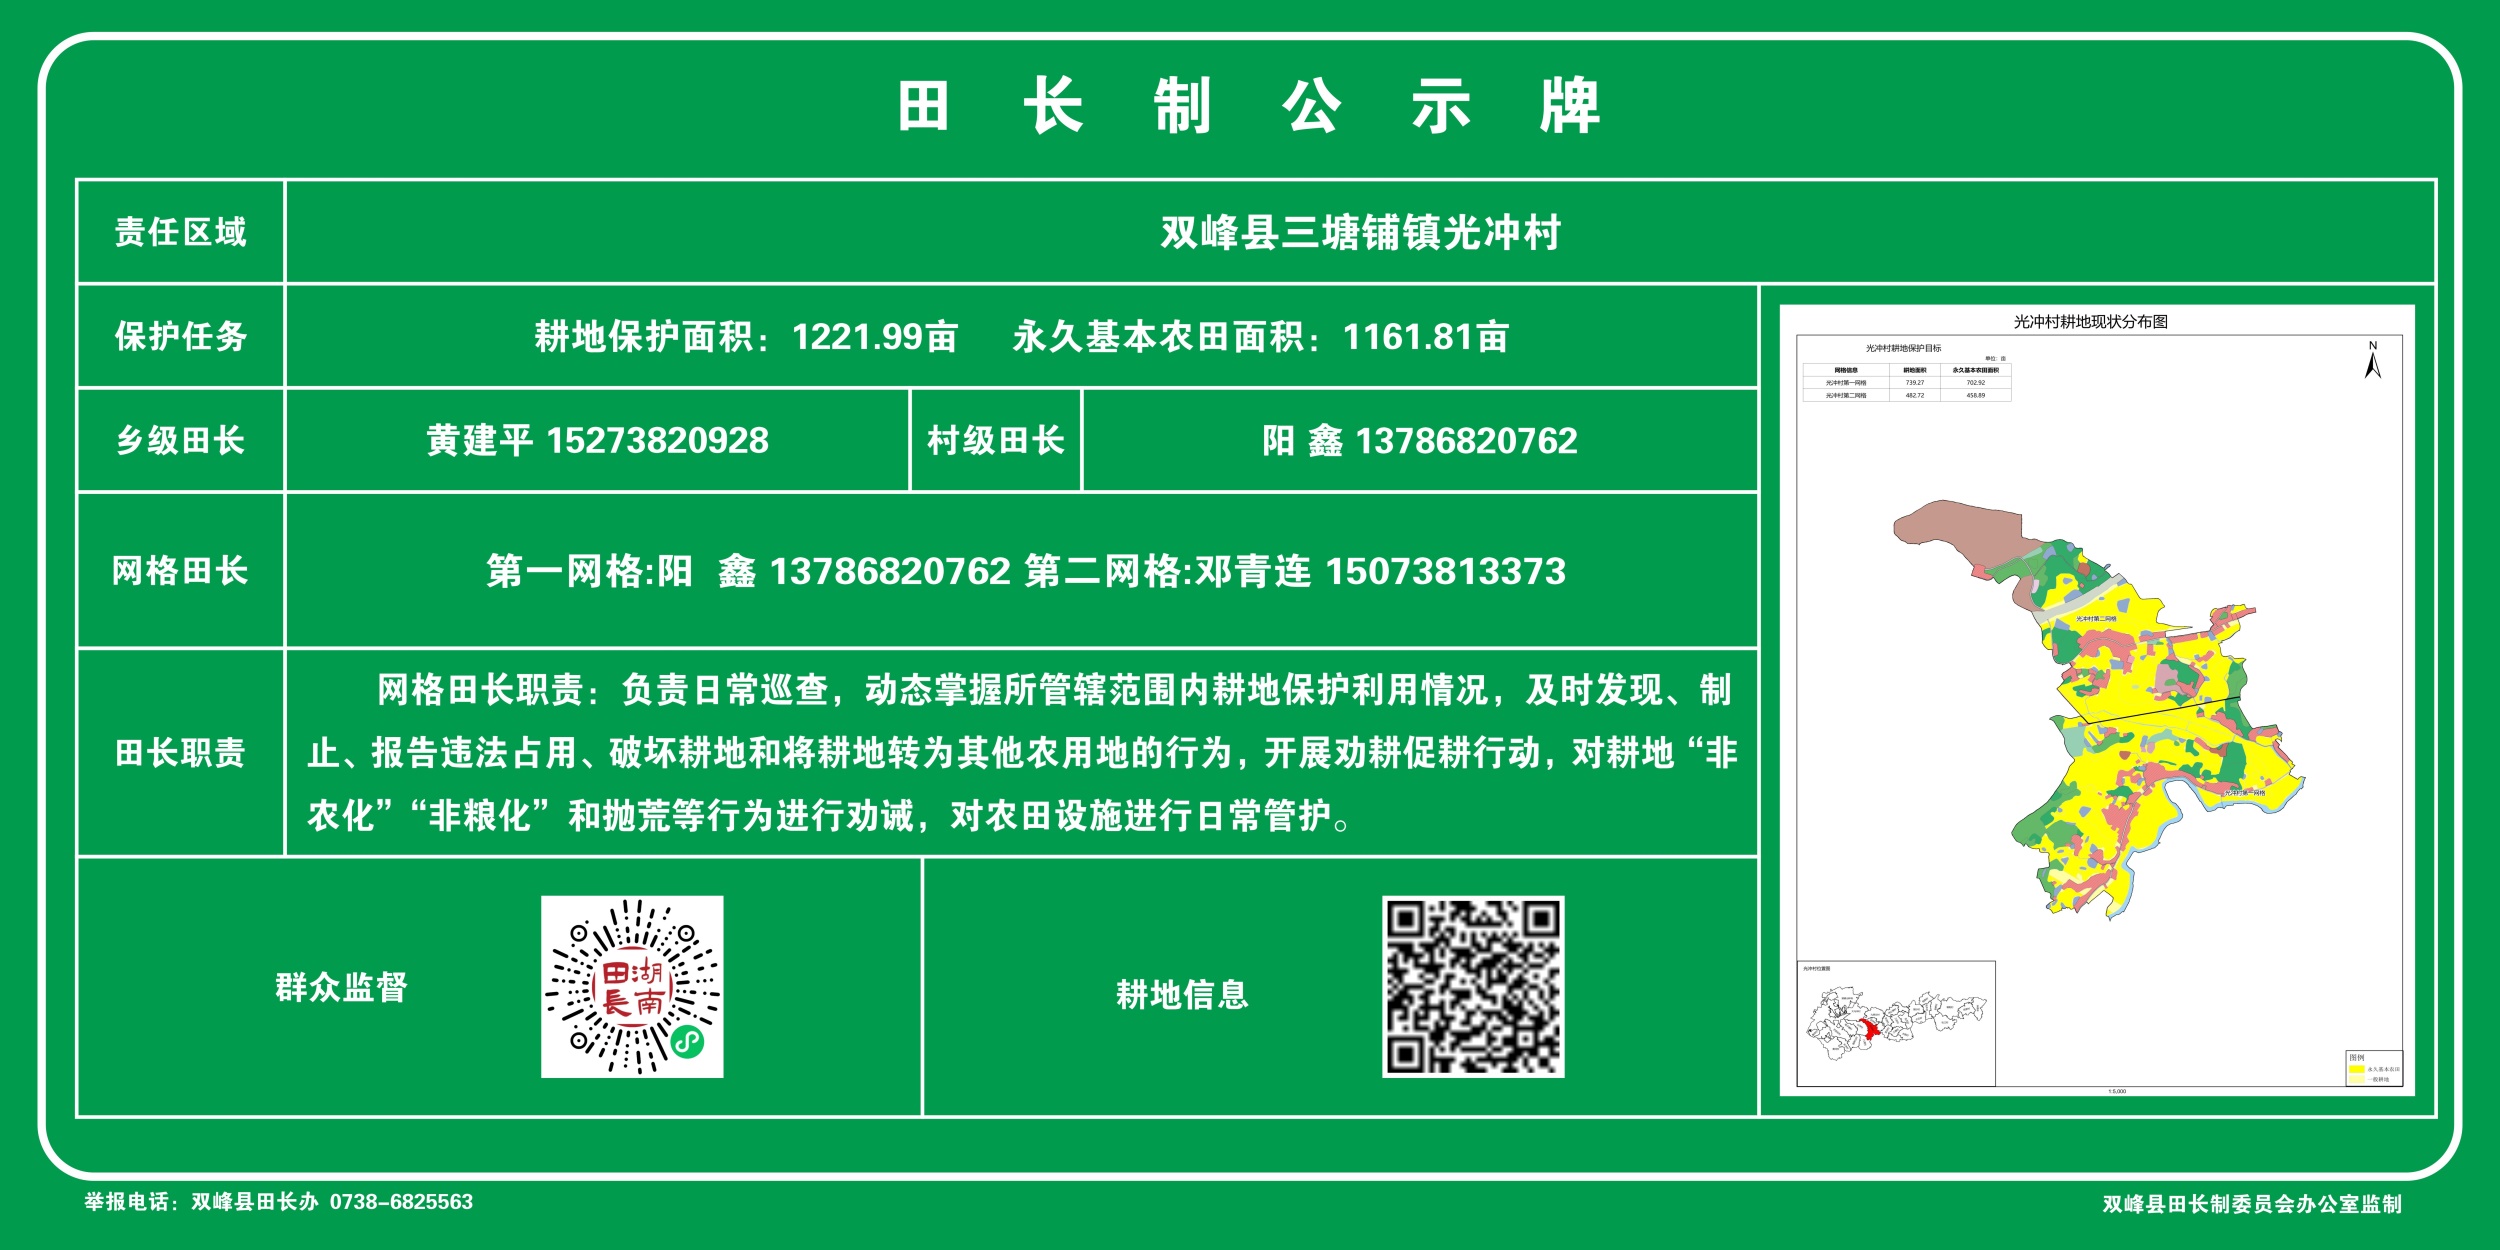 田长制公示牌
责任区域 双峰县三塘铺镇光冲村
保护任务 耕地保护面积：1221.99亩 永久基本农田面积：1161.81亩
乡级田长 黄建平 15273820928 村级田长 阳 鑫 13786820762
网格田长 第一网格:阳 鑫 13786820762 第二网格:邓青连 15073813373
田长职责
网格田长职责：负责日常巡查，动态掌握所管辖范围内耕地保护利用情况，及时发现、制
止、报告违法占用、破坏耕地和将耕地转为其他农用地的行为，开展劝耕促耕行动，对耕地“非
农化”“非粮化”和抛荒等行为进行劝诫，对农田设施进行日常管护。
群众监督
湖南田長
耕地信息
光冲村耕地现状分布图
光冲村耕地保护目标
单位：亩
网格信息 耕地面积 永久基本农田面积
光冲村第一网格 739.27 702.92
光冲村第二网格 482.72 458.89
N
光冲村第二网格
光冲村第一网格
光冲村位置图
图例
永久基本农田
一般耕地
1:5,000
举报电话：双峰县田长办 0738-6825563
双峰县田长制委员会办公室监制